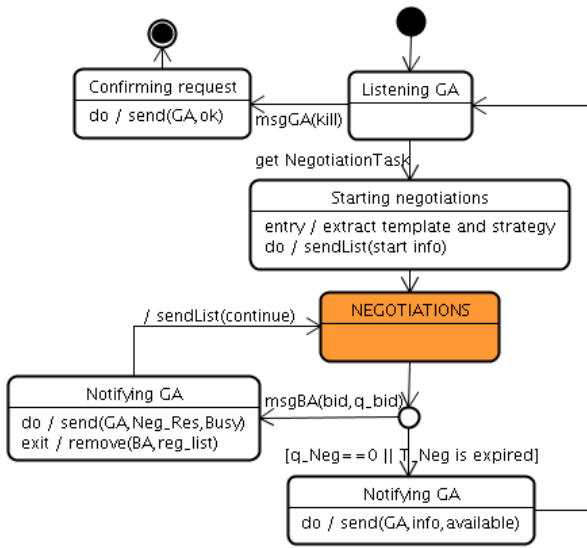 Confirming request
do / send(GA,ok)
Listening GA
msgGA(kill)
get NegotiationTask
Starting negotiations
entry / extract template and strategy
do / sendList(start info)
/ sendList(continue)
NEGOTIATIONS
Notifying GA
do / send(GA,Neg_Res,Busy)
exit / remove(BA,reg_list)
msgBA(bid,q_bid)
[q_Neg==0 || T_Neg is expired]
Notifying GA
do / send(GA,info,available)